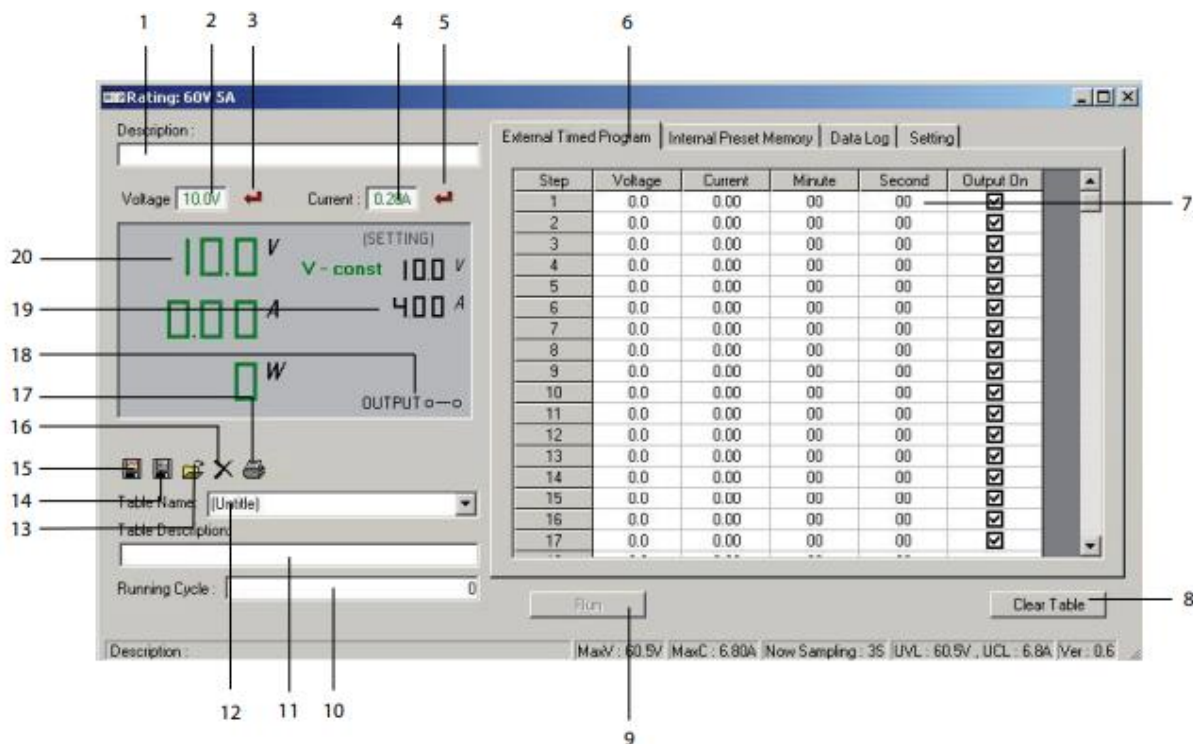 1 2 3 4 5 6
Rating: 60V 5A
Description :
External Timed Program Internal Preset Memory Data Log Setting
Voltage 10.0V Current : 0.20A
Step Voltage Current Minute Second Output On
1 0.0 0.00 00 00
7
2 0.0 0.00 00 00
3 0.0 0.00 00 00
4 0.0 0.00 00 00
5 0.0 0.00 00 00
6 0.0 0.00 00 00
7 0.0 0.00 00 00
8 0.0 0.00 00 00
9 0.0 0.00 00 00
10 0.0 0.00 00 00
11 0.0 0.00 00 00
12 0.0 0.00 00 00
13 0.0 0.00 00 00
14 0.0 0.00 00 00
15 0.0 0.00 00 00
16 0.0 0.00 00 00
17 0.0 0.00 00 00
(SETTING)
20 10.0 V V - const 10.0 V
19 0.00 A 4.00 A
18
0 W
17
OUTPUT
16
15
14
Table Name: (Untitle)
13
Table Description:
Running Cycle : 0
Run Clear Table 8
Description : MaxV : 60.5V MaxC : 6.80A Now Sampling : 3S UVL : 60.5V , UCL : 6.8A Ver : 0.6
12 11 10
9